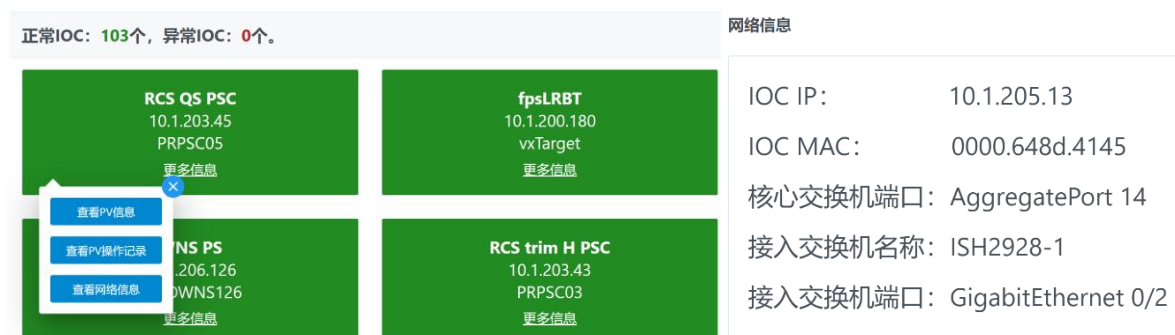 正常IOC：103个，异常IOC：0个。
RCS QS PSC
10.1.203.45
PRPSC05
更多信息
fpsLRBT
10.1.200.180
vxTarget
更多信息
查看PV信息
查看PV操作记录
查看网络信息
NS PS
.206.126
OWNS126
更多信息
RCS trim H PSC
10.1.203.43
PRPSC03
更多信息
网络信息
IOC IP： 10.1.205.13
IOC MAC： 0000.648d.4145
核心交换机端口：AggregatePort 14
接入交换机名称：ISH2928-1
接入交换机端口：GigabitEthernet 0/2